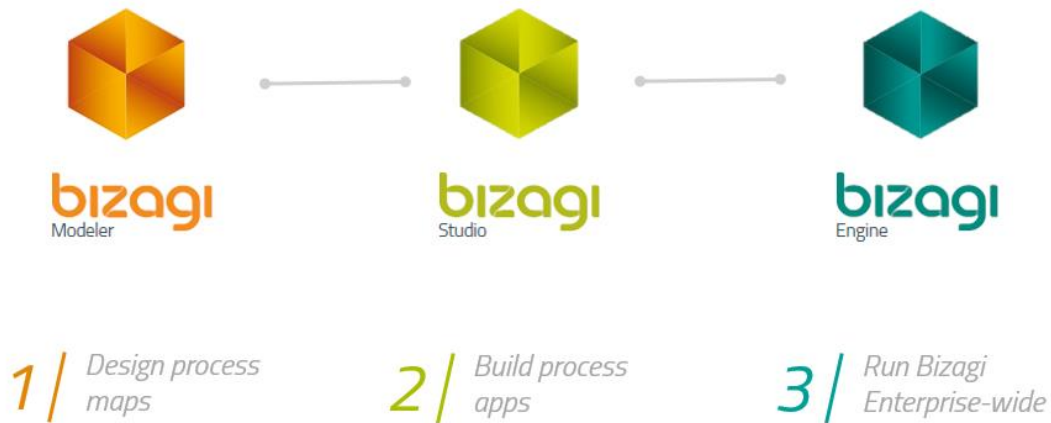 bizagi
Modeler
bizagi
Studio
bizagi
Engine
1 / Design process
maps
2 / Build process
apps
3 / Run Bizagi
Enterprise-wide